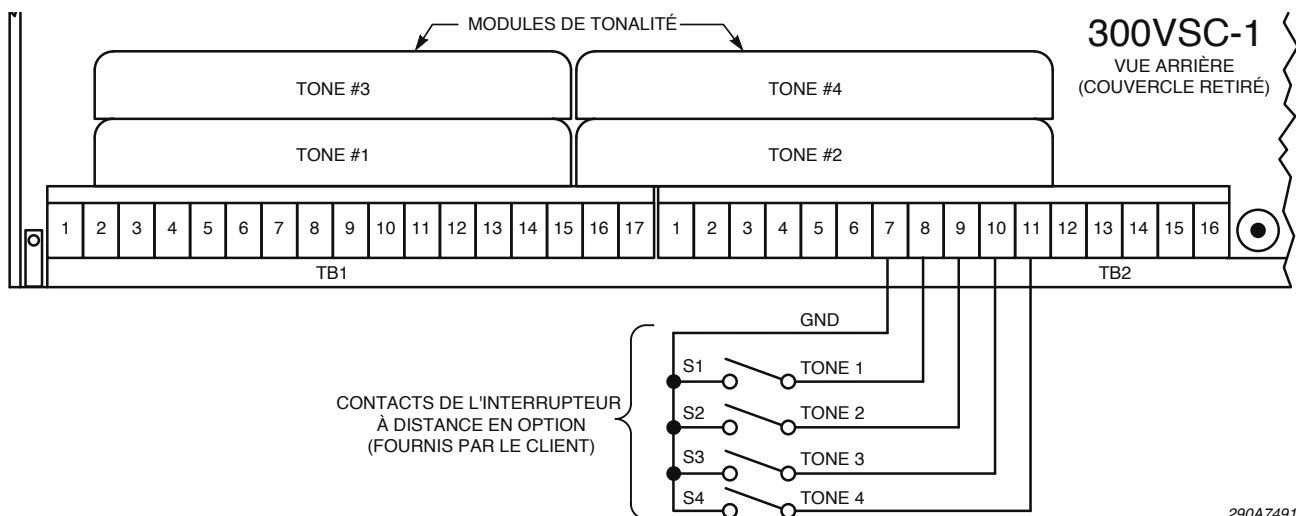 MODULES DE TONALITÉ
300VSC-1
VUE ARRIÈRE
(COUVERCLE RETIRÉ)
TONE #3 TONE #4
TONE #1 TONE #2
1 2 3 4 5 6 7 8 9 10 11 12 13 14 15 16 17 1 2 3 4 5 6 7 8 9 10 11 12 13 14 15 16
TB1 TB2
GND
S1 TONE 1
S2 TONE 2
S3 TONE 3
S4 TONE 4
CONTACTS DE L'INTERRUPTEUR
À DISTANCE EN OPTION
(FOURNIS PAR LE CLIENT)
290A7491